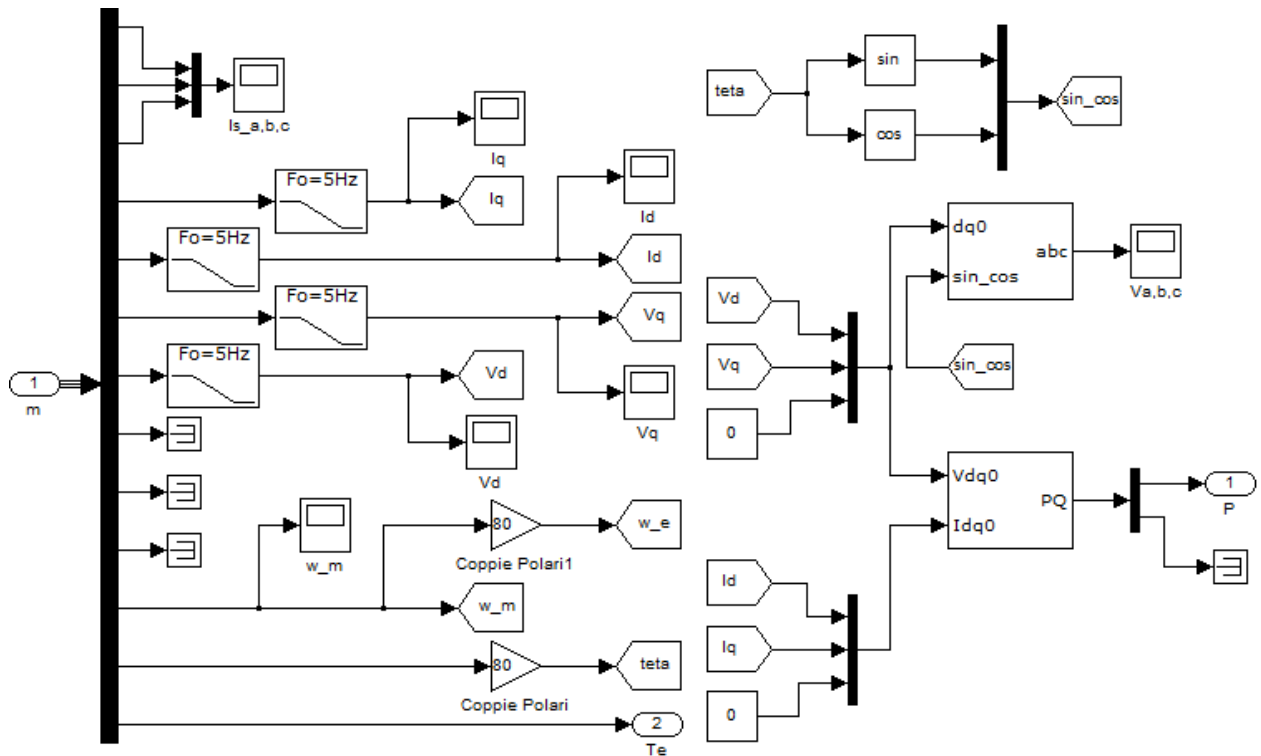 Is_a,b,c
Fo=5Hz
Iq
Iq
Fo=5Hz
Id
Id
Fo=5Hz
Vq
Vq
Fo=5Hz
Vd
Vd
1
m
w_m
80
w_e
Coppie Polari1
w_m
80
teta
Coppie Polari
2
Te
teta
sin
cos
sin_cos
dq0
sin_cos
abc
Va,b,c
Vd
Vq
0
sin_cos
Vdq0
Idq0
PQ
1
P
Id
Iq
0